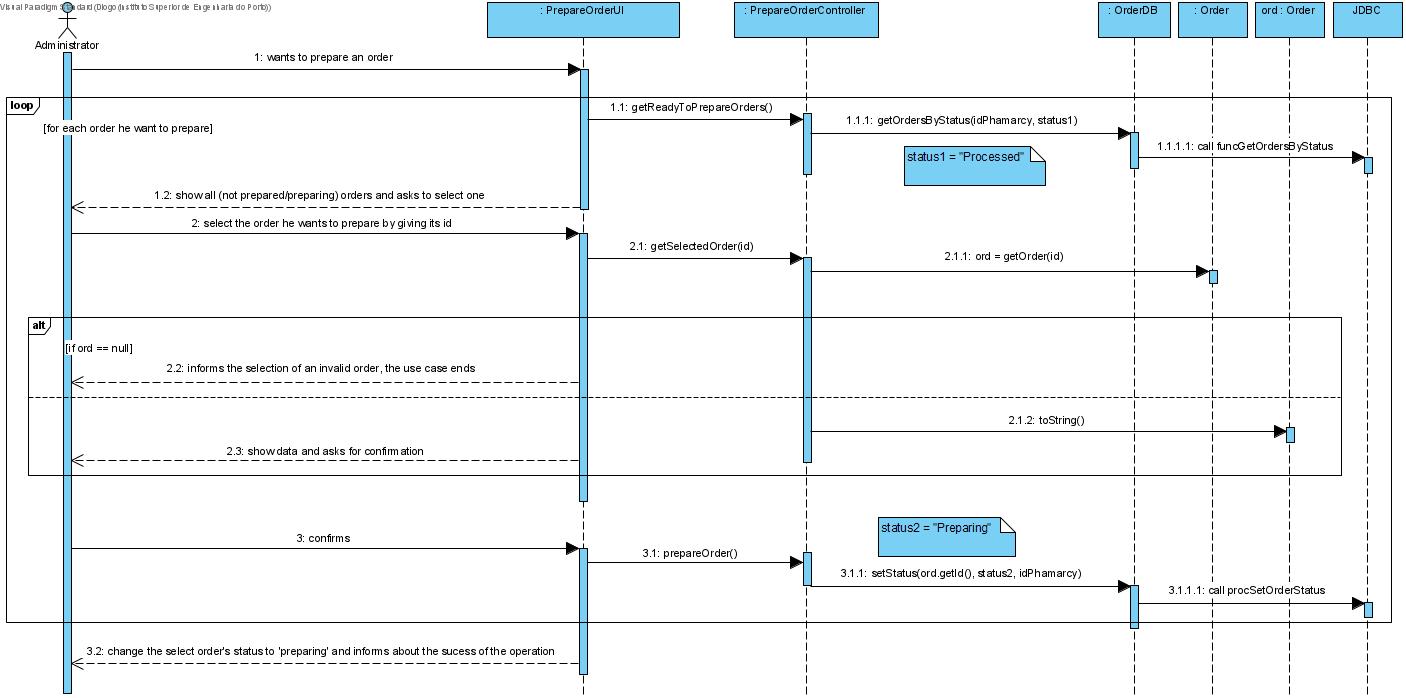 Visual Paradigm Standard (Diogo (Instituto Superior de Engenharia do Porto))
: PrepareOrderUI
: PrepareOrderController
: OrderDB
: Order
ord : Order
JDBC
Administrator
1: wants to prepare an order
loop
[for each order he want to prepare]
1.1: getReadyToPrepareOrders()
1.1.1: getOrdersByStatus(idPhamarcy, status1)
1.1.1.1: call funcGetOrdersByStatus
status1 = "Processed"
1.2: show all (not prepared/preparing) orders and asks to select one
2: select the order he wants to prepare by giving its id
2.1: getSelectedOrder(id)
2.1.1: ord = getOrder(id)
alt
[if ord == null]
2.2: informs the selection of an invalid order, the use case ends
2.1.2: toString()
2.3: show data and asks for confirmation
status2 = "Preparing"
3: confirms
3.1: prepareOrder()
3.1.1: setStatus(ord.getId(), status2, idPhamarcy)
3.1.1.1: call procSetOrderStatus
3.2: change the select order's status to 'preparing' and informs about the sucess of the operation